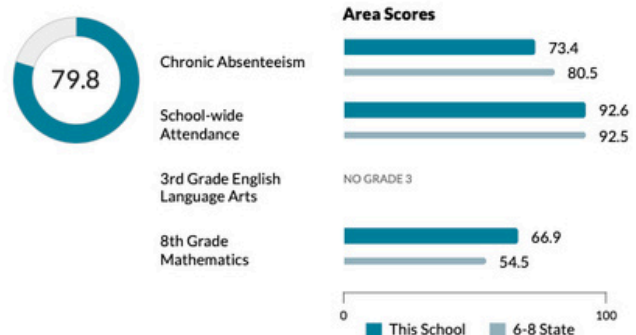 Area Scores
79.8
Chronic Absenteeism
73.4
80.5
School-wide
Attendance
92.6
92.5
3rd Grade English
Language Arts
NO GRADE 3
8th Grade
Mathematics
66.9
54.5
0
100
This School
6-8 State